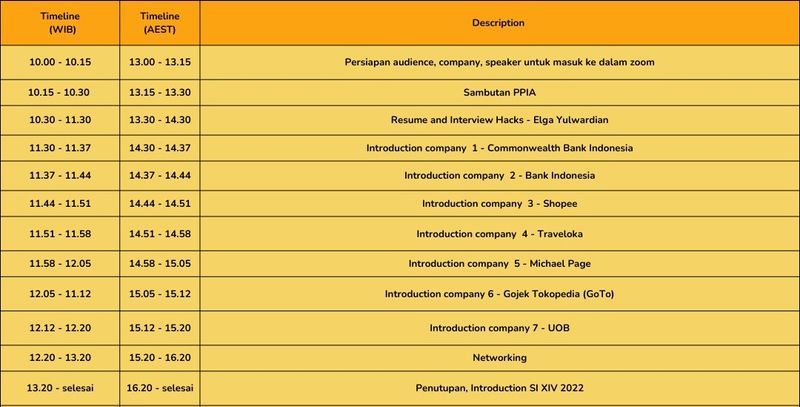 Timeline
(WIB)
Timeline
(AEST)
Description
10.00 - 10.15 13.00 - 13.15 Persiapan audience, company, speaker untuk masuk ke dalam zoom
10.15 - 10.30 13.15 - 13.30 Sambutan PPIA
10.30 - 11.30 13.30 - 14.30 Resume and Interview Hacks - Elga Yulwardian
11.30 - 11.37 14.30 - 14.37 Introduction company 1 - Commonwealth Bank Indonesia
11.37 - 11.44 14.37 - 14.44 Introduction company 2 - Bank Indonesia
11.44 - 11.51 14.44 - 14.51 Introduction company 3 - Shopee
11.51 - 11.58 14.51 - 14.58 Introduction company 4 - Traveloka
11.58 - 12.05 14.58 - 15.05 Introduction company 5 - Michael Page
12.05 - 11.12 15.05 - 15.12 Introduction company 6 - Gojek Tokopedia (GoTo)
12.12 - 12.20 15.12 - 15.20 Introduction company 7 - UOB
12.20 - 13.20 15.20 - 16.20 Networking
13.20 - selesai 16.20 - selesai Penutupan, Introduction SI XIV 2022